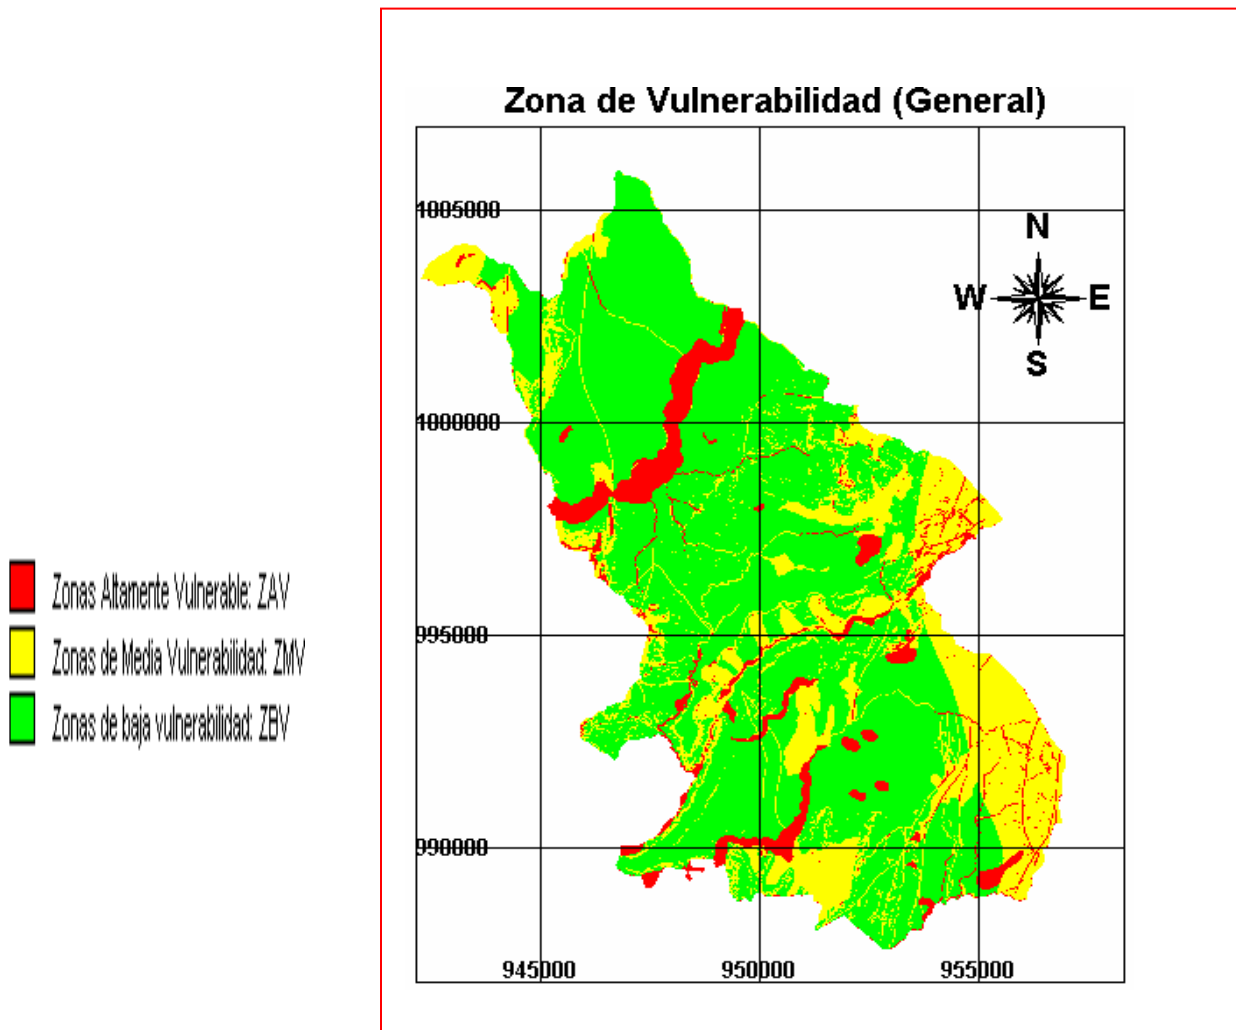 Zona de Vulnerabilidad (General)
1005000
N
W E
S
1000000
Zonas Altamente Vulnerable: ZAV
Zonas de Media Vulnerabilidad: ZMV
995000
Zonas de baja vulnerabilidad: ZBV
990000
945000 950000 955000